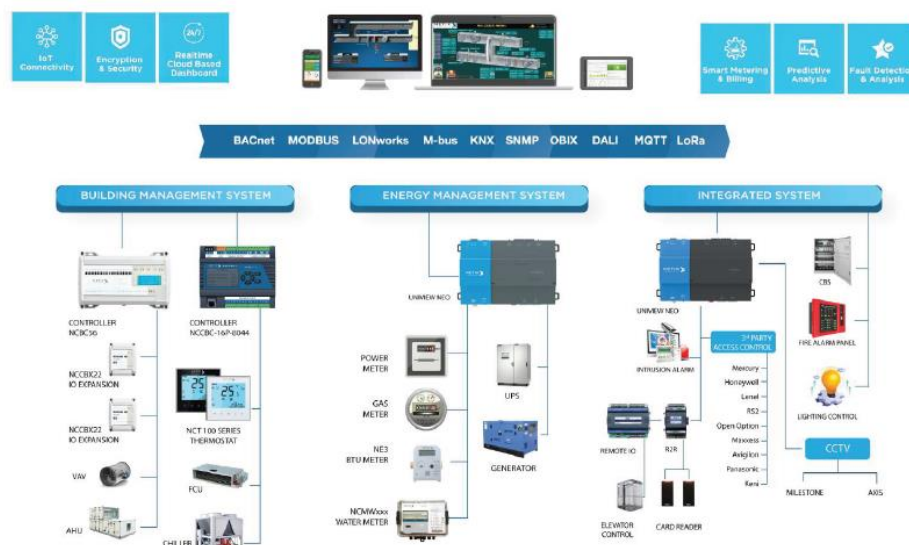 IoT
Connectivity
Encryption
& Security
24/7
Realtime
Cloud Based
Dashboard
Smart Metering
& Billing
Predictive
Analysis
Fault Detection
& Analysis
BACnet MODBUS LONworks M-bus KNX SNMP OBIX DALI MQTT LoRa
BUILDING MANAGEMENT SYSTEM
CONTROLLER
NCBC56
CONTROLLER
NCCBC-16P-8044
NCCBX22
IO EXPANSION
NCCBX22
IO EXPANSION
25
25
NCT 100 SERIES
THERMOSTAT
VAV
FCU
AHU
CHILLER
ENERGY MANAGEMENT SYSTEM
UNIVIEW NEO
POWER
METER
GAS
METER
NE3
BTU METER
NCMWxxx
WATER METER
UPS
GENERATOR
INTEGRATED SYSTEM
UNIVIEW NEO
CBS
FIRE ALARM PANEL
LIGHTING CONTROL
INTRUSION ALARM
3rd PARTY
ACCESS CONTROL
Mercury
Honeywell
Lenel
RS2
Open Option
Maxxess
Avigilon
Panasonic
Keri
REMOTE IO
R2R
ELEVATOR
CONTROL
CARD READER
CCTV
MILESTONE
AXIS